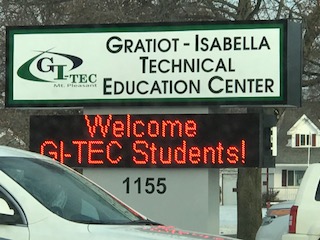 GI-TEC
Mt. Pleasant
GRATIOT - ISABELLA
TECHNICAL
EDUCATION CENTER
Welcome
GI-TEC Students!
1155